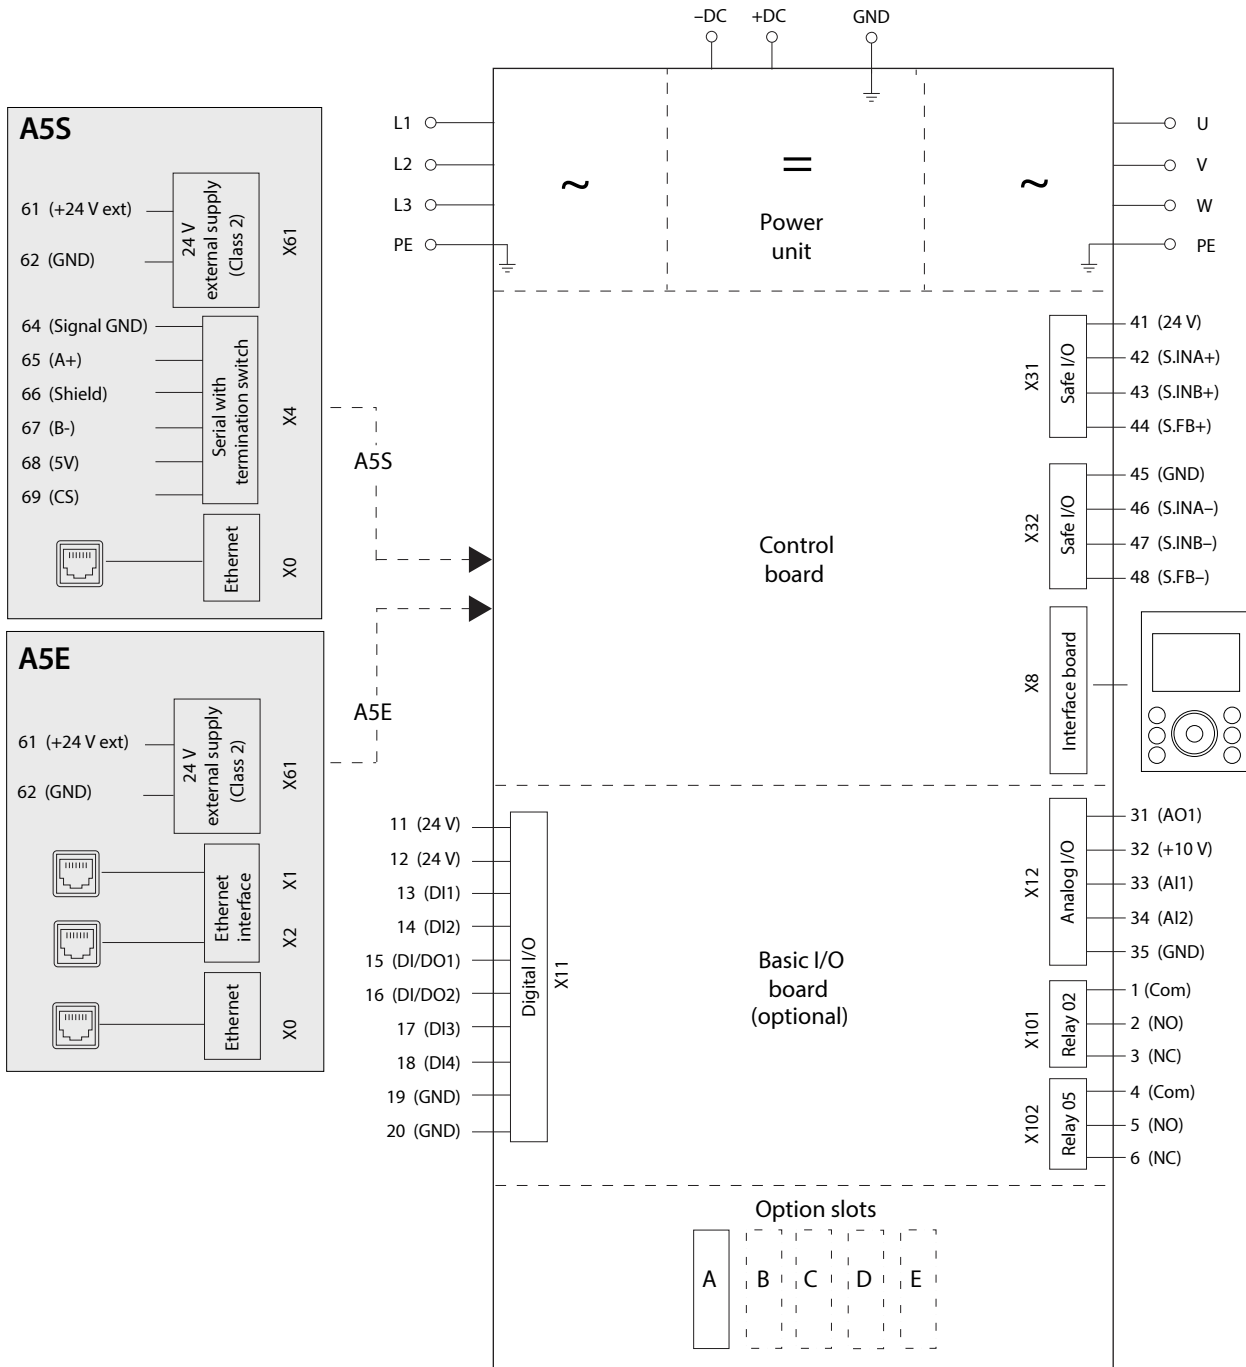 –DC
+DC
GND
A5S
61 (+24 V ext)
62 (GND)
24 V
external supply
(Class 2)
X61
64 (Signal GND)
65 (A+)
66 (Shield)
67 (B-)
68 (5V)
69 (CS)
Serial with
termination switch
X4
Ethernet
X0
A5S
A5E
61 (+24 V ext)
62 (GND)
24 V
external supply
(Class 2)
X61
Ethernet
interface
X1
X2
Ethernet
X0
A5E
L1
L2
L3
PE
~
=
~
Power
unit
U
V
W
PE
Control
board
X31
Safe I/O
41 (24 V)
42 (S.INA+)
43 (S.INB+)
44 (S.FB+)
X32
Safe I/O
45 (GND)
46 (S.INA–)
47 (S.INB–)
48 (S.FB–)
X8
Interface board
11 (24 V)
12 (24 V)
13 (DI1)
14 (DI2)
15 (DI/DO1)
16 (DI/DO2)
17 (DI3)
18 (DI4)
19 (GND)
20 (GND)
Digital I/O
X11
Basic I/O
board
(optional)
X12
Analog I/O
31 (AO1)
32 (+10 V)
33 (AI1)
34 (AI2)
35 (GND)
X101
Relay 02
1 (Com)
2 (NO)
3 (NC)
X102
Relay 05
4 (Com)
5 (NO)
6 (NC)
Option slots
A
B
C
D
E